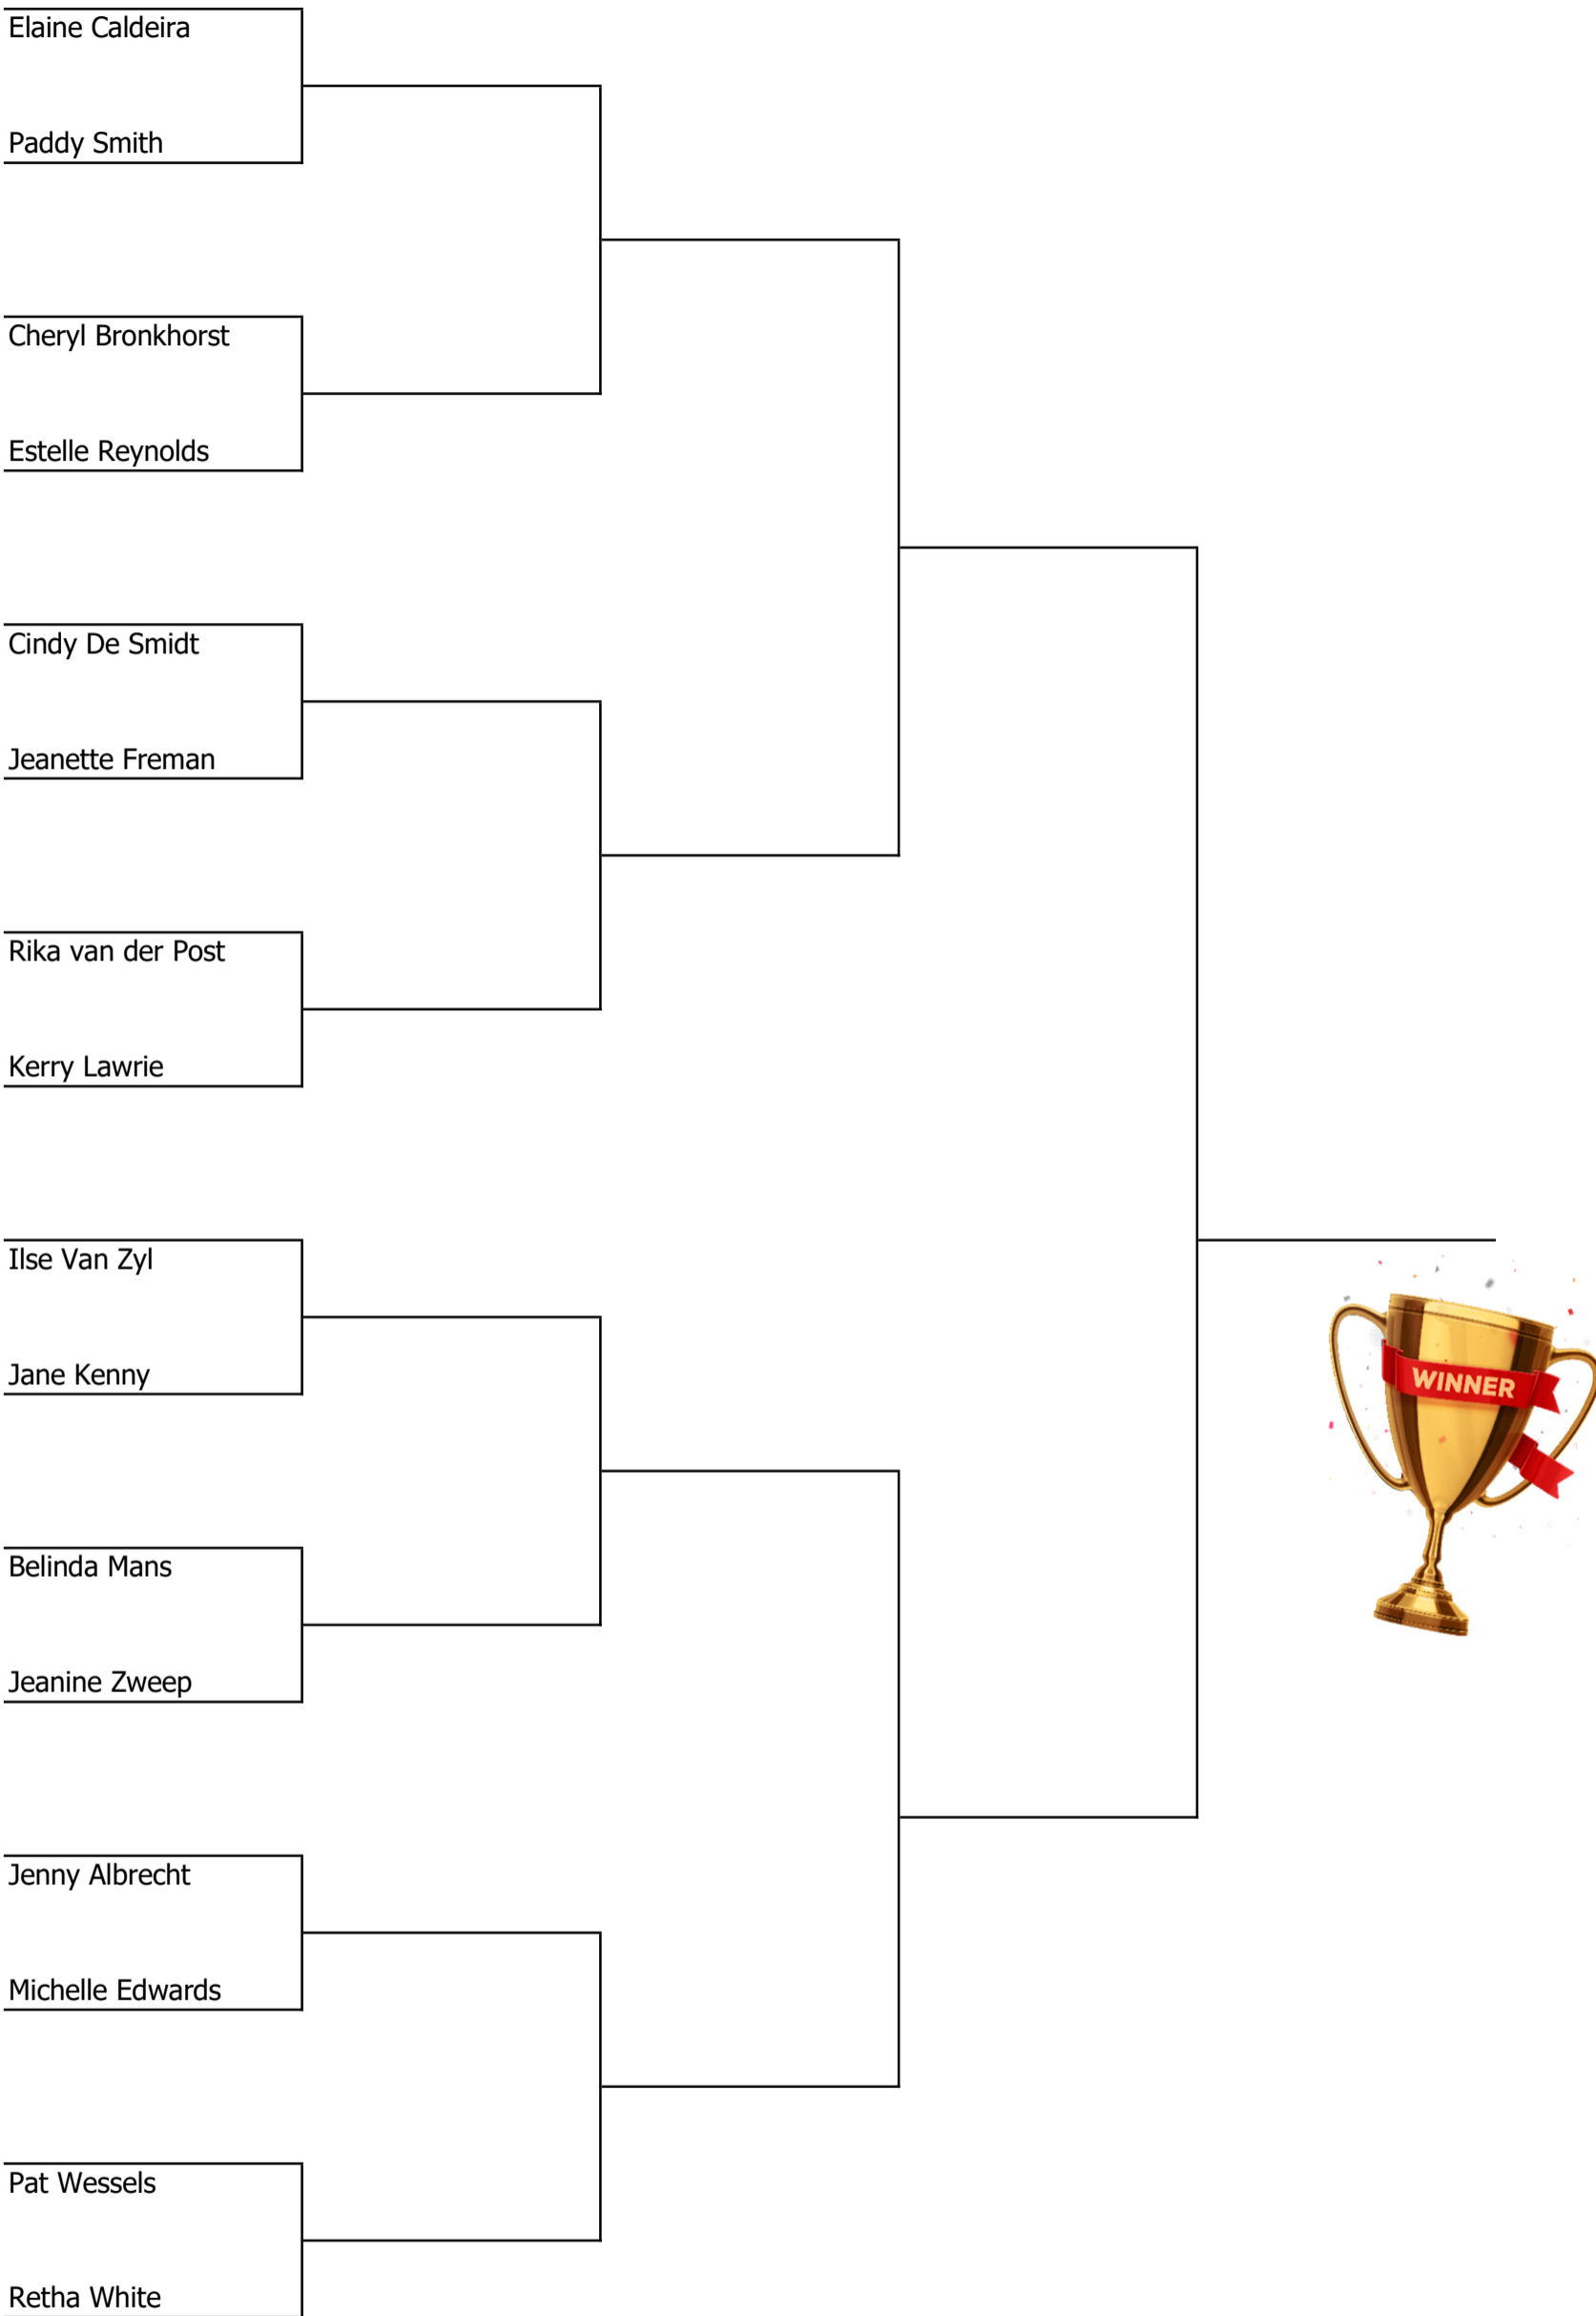 Elaine Caldeira
Paddy Smith
Cheryl Bronkhorst
Estelle Reynolds
Cindy De Smidt
Jeanette Freman
Rika van der Post
Kerry Lawrie
Ilse Van Zyl
Jane Kenny
WINNER
Belinda Mans
Jeanine Zweep
Jenny Albrecht
Michelle Edwards
Pat Wessels
Retha White